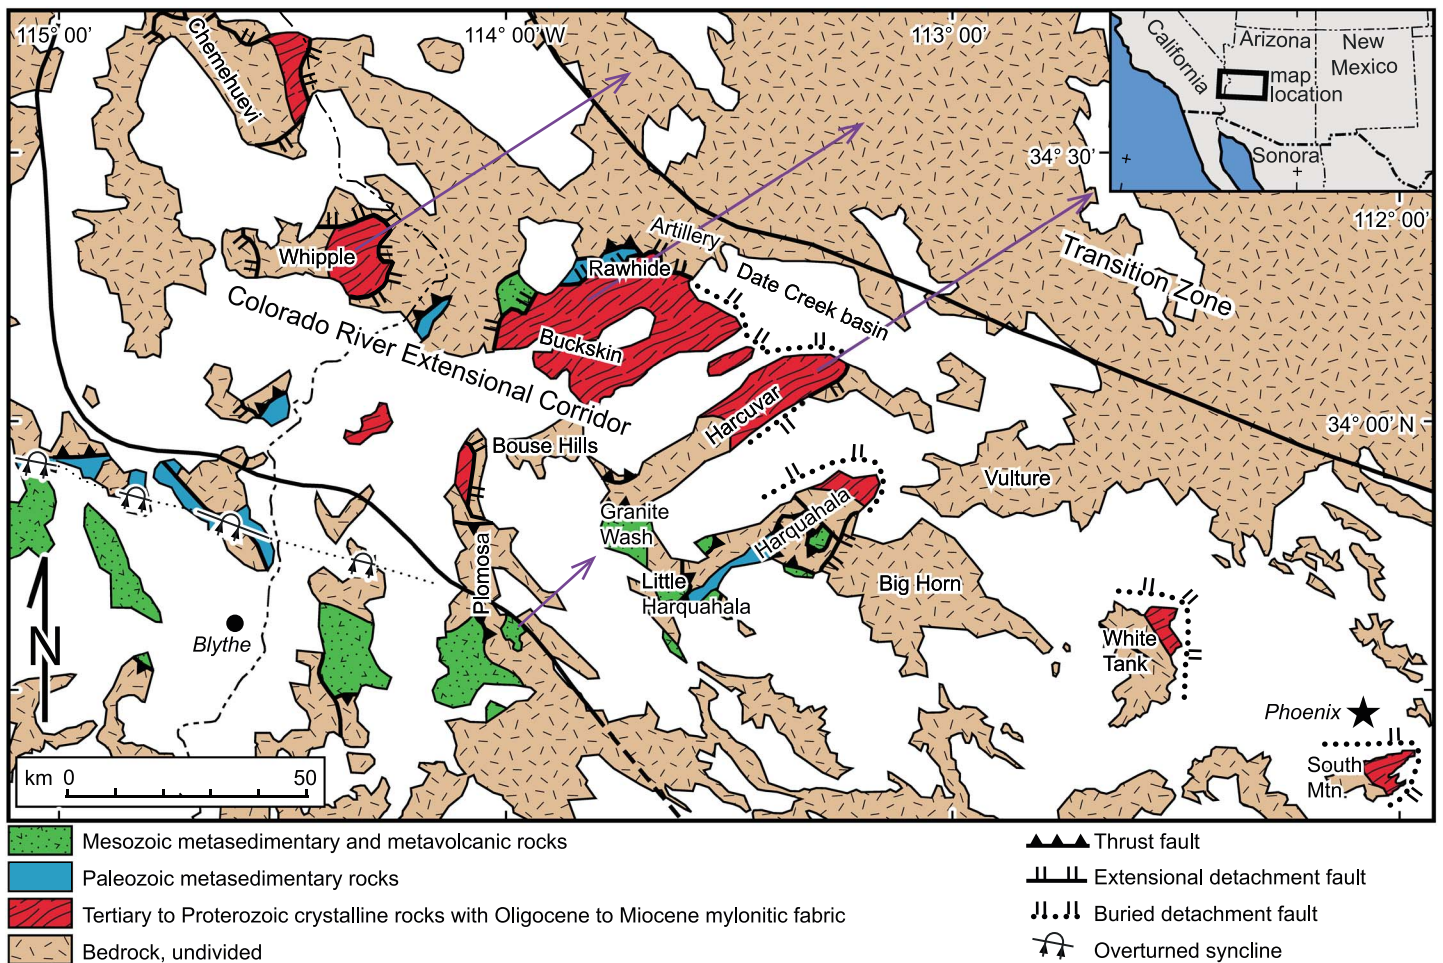 115° 00'
114° 00' W
113° 00'
California
Arizona
New
Mexico
map
location
Sonora
34° 30'
112° 00'
Chemehuevi
Whipple
Artillery
Rawhide
Date Creek basin
Transition Zone
Colorado River Extensional Corridor
Buckskin
Harcuvar
34° 00' N
Bouse Hills
Vulture
Granite
Wash
Harquahala
Plomosa
Little
Harquahala
Big Horn
N
Blythe
White
Tank
Phoenix
South
Mtn.
km 0 50
Mesozoic metasedimentary and metavolcanic rocks
Paleozoic metasedimentary rocks
Tertiary to Proterozoic crystalline rocks with Oligocene to Miocene mylonitic fabric
Bedrock, undivided
Thrust fault
Extensional detachment fault
Buried detachment fault
Overturned syncline